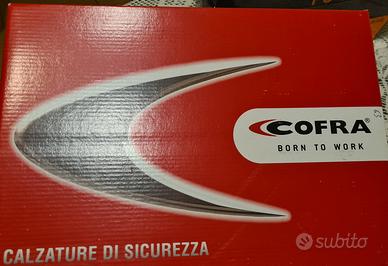 COFRA®
BORN TO WORK
CALZATURE DI SICUREZZA
subito